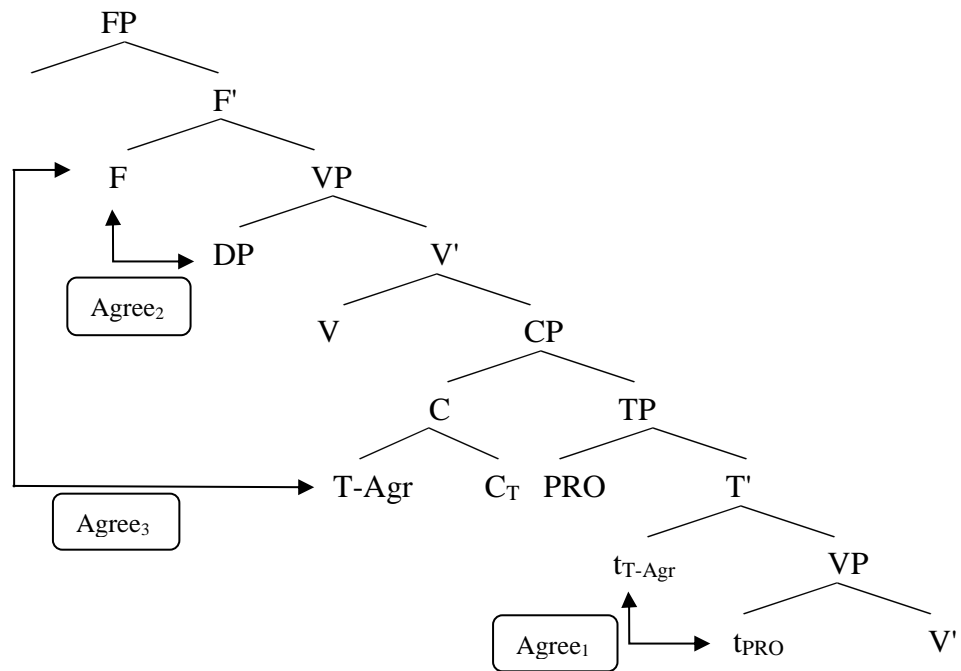 FP
F'
F VP
DP V'
Agree₂
V CP
C TP
T-Agr C_T PRO T'
Agree₃
t_T-Agr VP
Agree₁ t_PRO V'